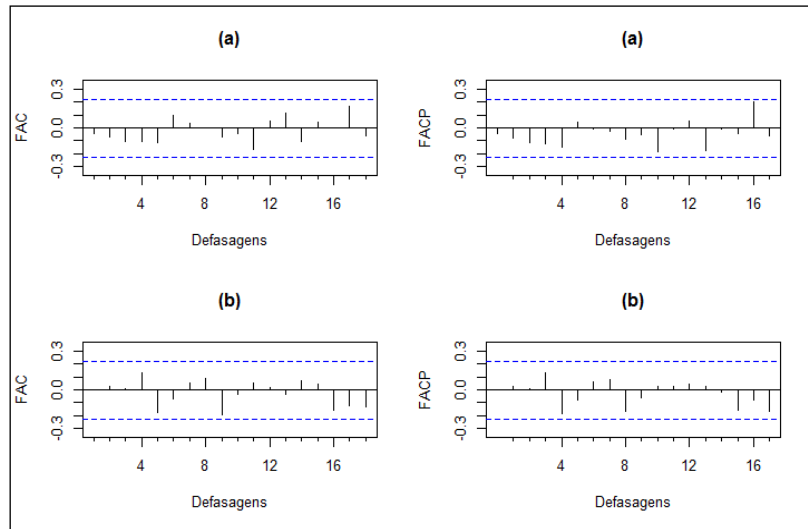 (a)
FAC
0.3
0.0
-0.3
4
8
12
16
Defasagens
(a)
FACP
0.3
0.0
-0.3
4
8
12
16
Defasagens
(b)
FAC
0.3
0.0
-0.3
4
8
12
16
Defasagens
(b)
FACP
0.3
0.0
-0.3
4
8
12
16
Defasagens